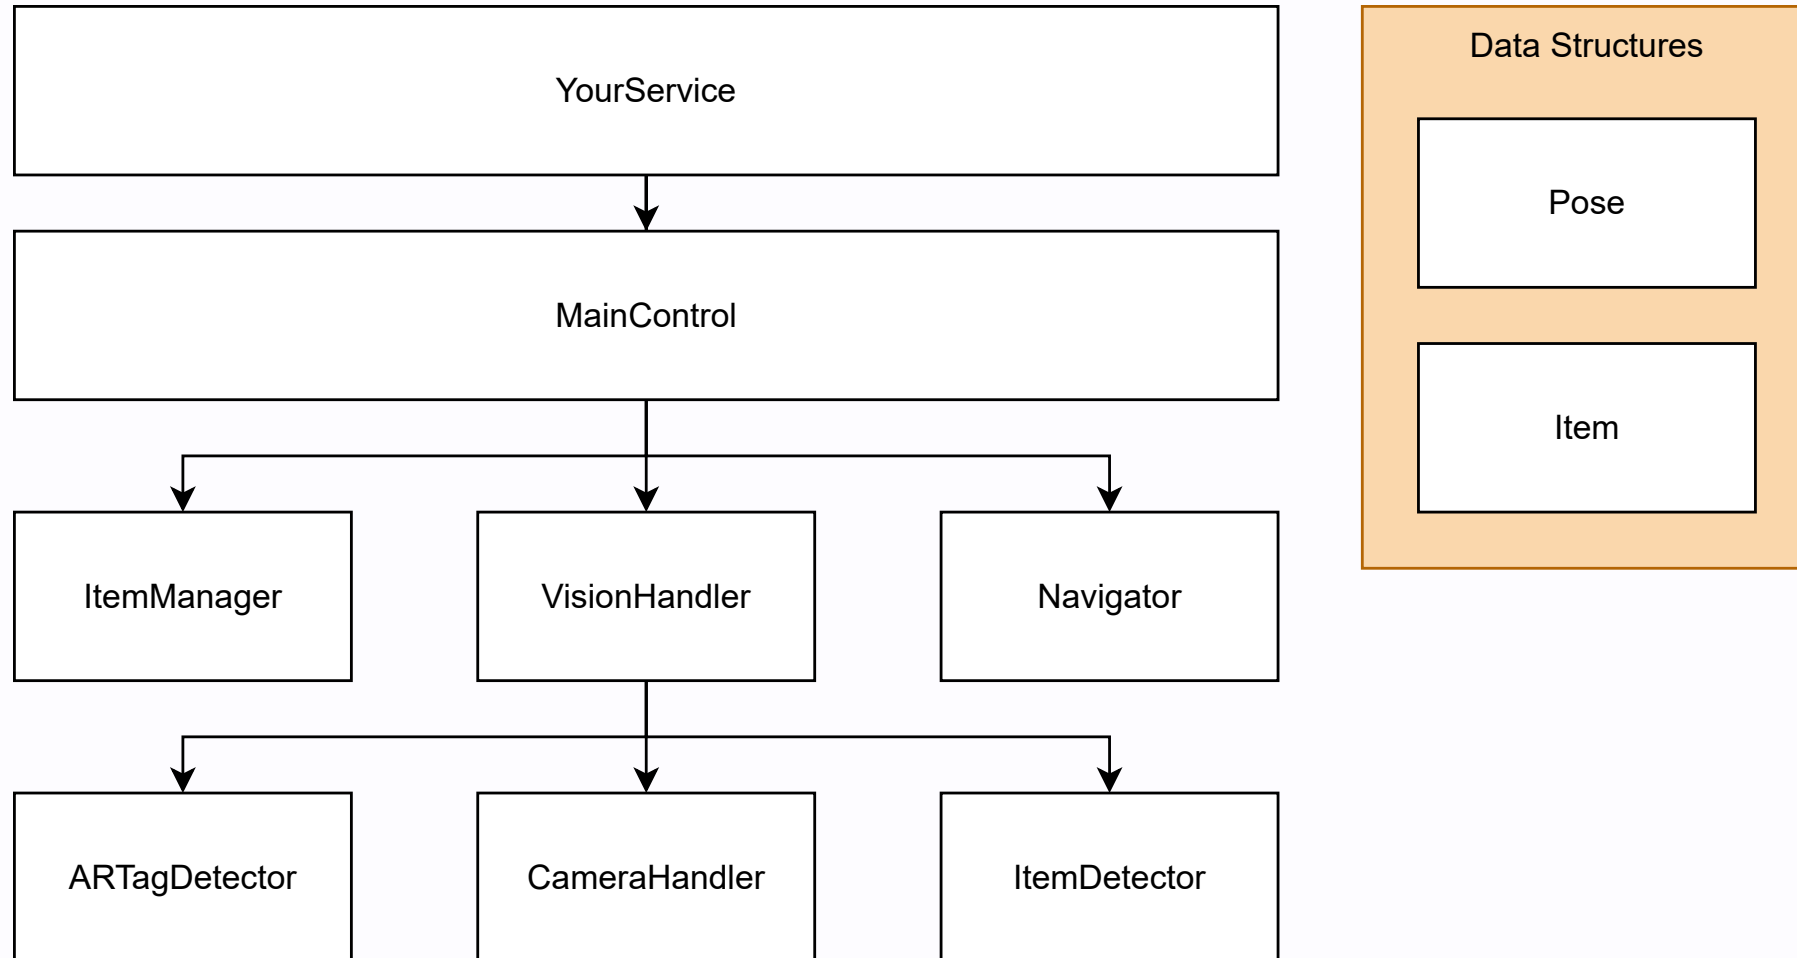 YourService
MainControl
ItemManager
VisionHandler
Navigator
ARTagDetector
CameraHandler
ItemDetector
Data Structures
Pose
Item